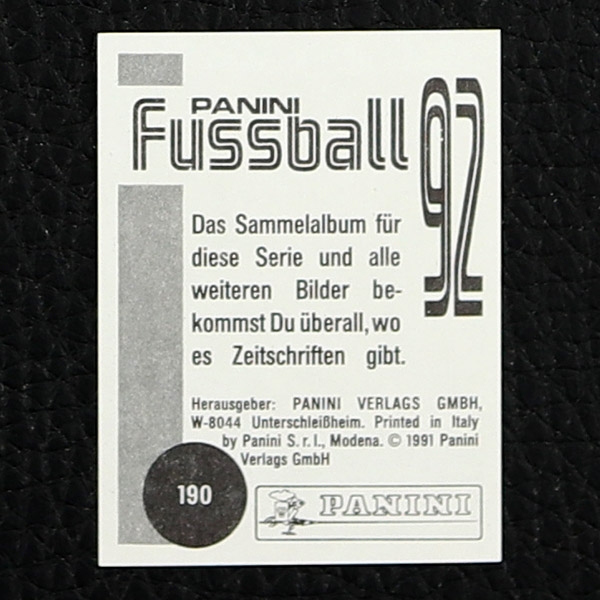 PANINI
Fussball 92
Das Sammelalbum für
diese Serie und alle
weiteren Bilder be-
kommst Du überall, wo
es Zeitschriften gibt.
Herausgeber: PANINI VERLAGS GMBH,
W-8044 Unterschleißheim. Printed in Italy
by Panini S.r.l., Modena. © 1991 Panini
Verlags GmbH
190
PANINI